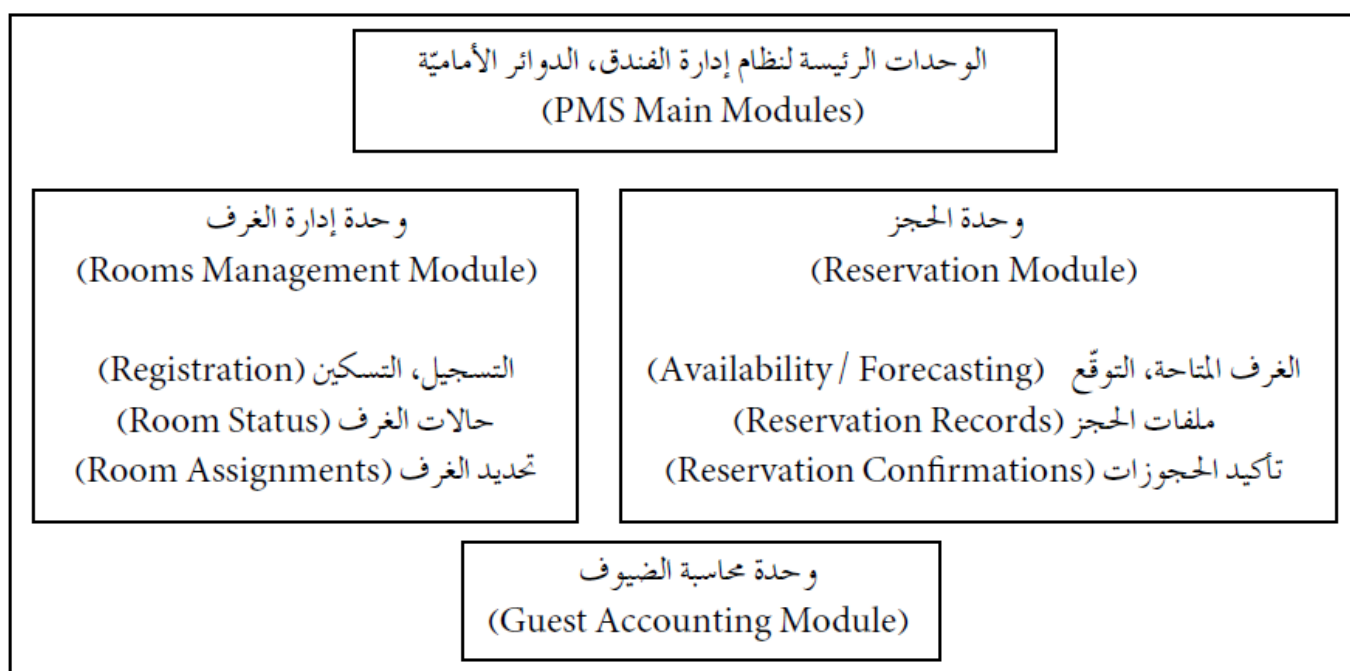 الوحدات الرئيسة لنظام إدارة الفندق، الدوائر الأماميّة
(PMS Main Modules)
وحدة الحجز
(Reservation Module)
الغرف المتاحة، التوقّع (Availability / Forecasting)
ملفات الحجز (Reservation Records)
تأكيد الحجوزات (Reservation Confirmations)
وحدة إدارة الغرف
(Rooms Management Module)
التسجيل، التسكين (Registration)
حالات الغرف (Room Status)
تحديد الغرف (Room Assignments)
وحدة محاسبة الضيوف
(Guest Accounting Module)